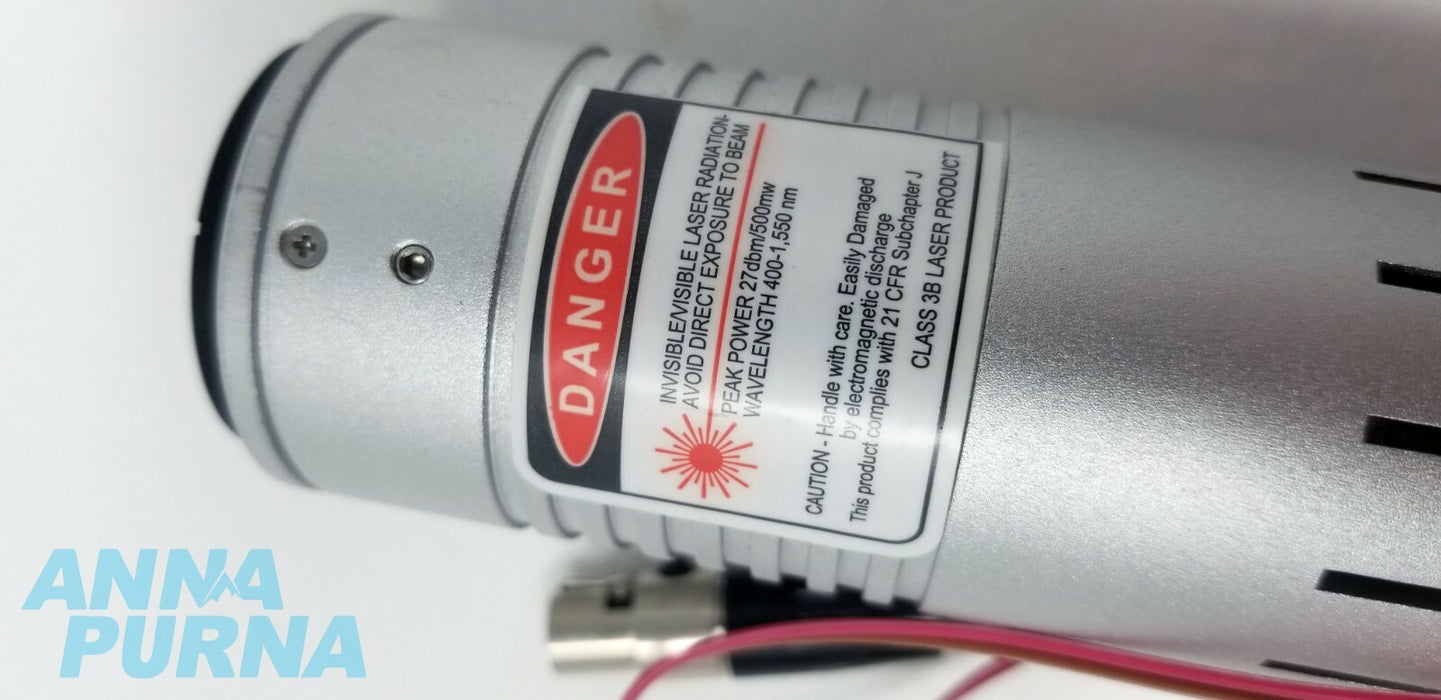 DANGER
INVISIBLE/VISIBLE LASER RADIATION-
AVOID DIRECT EXPOSURE TO BEAM
PEAK POWER 27dbm/500mw
WAVELENGTH 400-1,550 nm
CAUTION - Handle with care. Easily Damaged
by electromagnetic discharge
This product complies with 21 CFR Subchapter J
CLASS 3B LASER PRODUCT
ANNA
PURNA